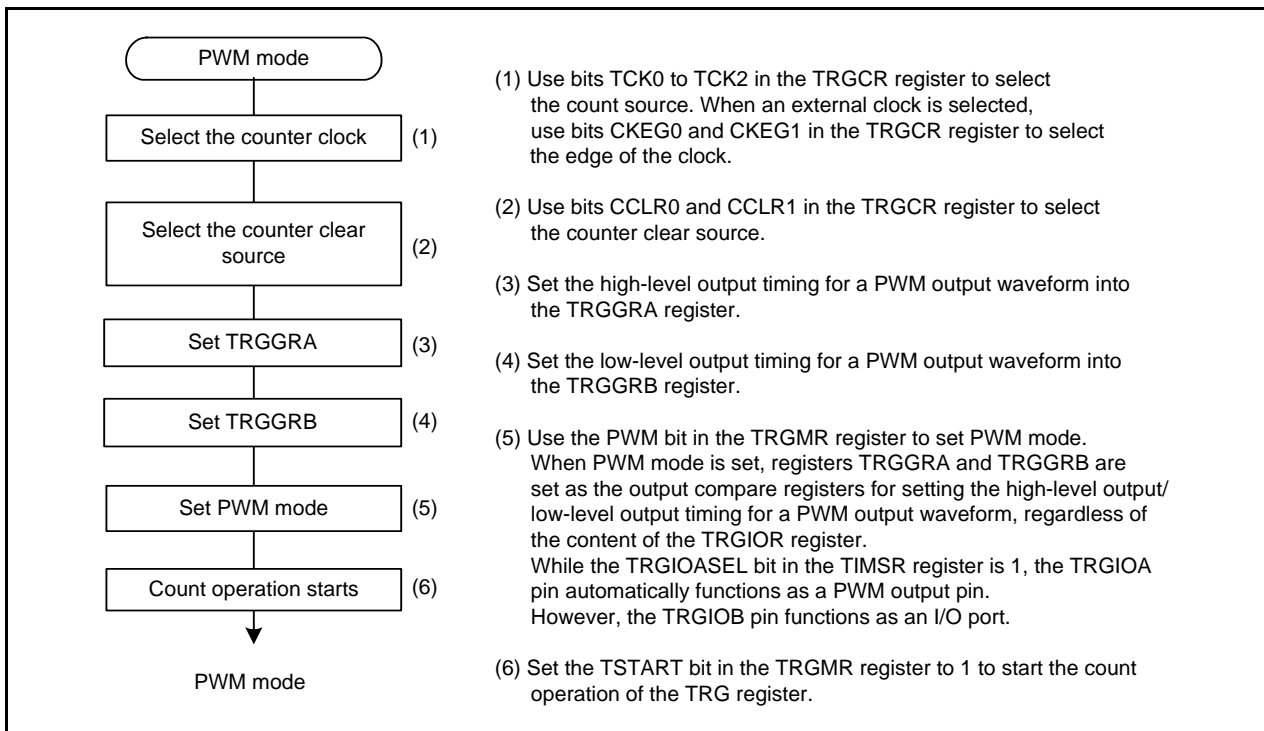 PWM mode
Select the counter clock
(1)
Select the counter clear
source
(2)
Set TRGGRA
(3)
Set TRGGRB
(4)
Set PWM mode
(5)
Count operation starts
(6)
PWM mode
(1) Use bits TCK0 to TCK2 in the TRGCR register to select
the count source. When an external clock is selected,
use bits CKEG0 and CKEG1 in the TRGCR register to select
the edge of the clock.
(2) Use bits CCLR0 and CCLR1 in the TRGCR register to select
the counter clear source.
(3) Set the high-level output timing for a PWM output waveform into
the TRGGRA register.
(4) Set the low-level output timing for a PWM output waveform into
the TRGGRB register.
(5) Use the PWM bit in the TRGMR register to set PWM mode.
When PWM mode is set, registers TRGGRA and TRGGRB are
set as the output compare registers for setting the high-level output/
low-level output timing for a PWM output waveform, regardless of
the content of the TRGIOR register.
While the TRGIOASEL bit in the TIMSR register is 1, the TRGIOA
pin automatically functions as a PWM output pin.
However, the TRGIOB pin functions as an I/O port.
(6) Set the TSTART bit in the TRGMR register to 1 to start the count
operation of the TRG register.